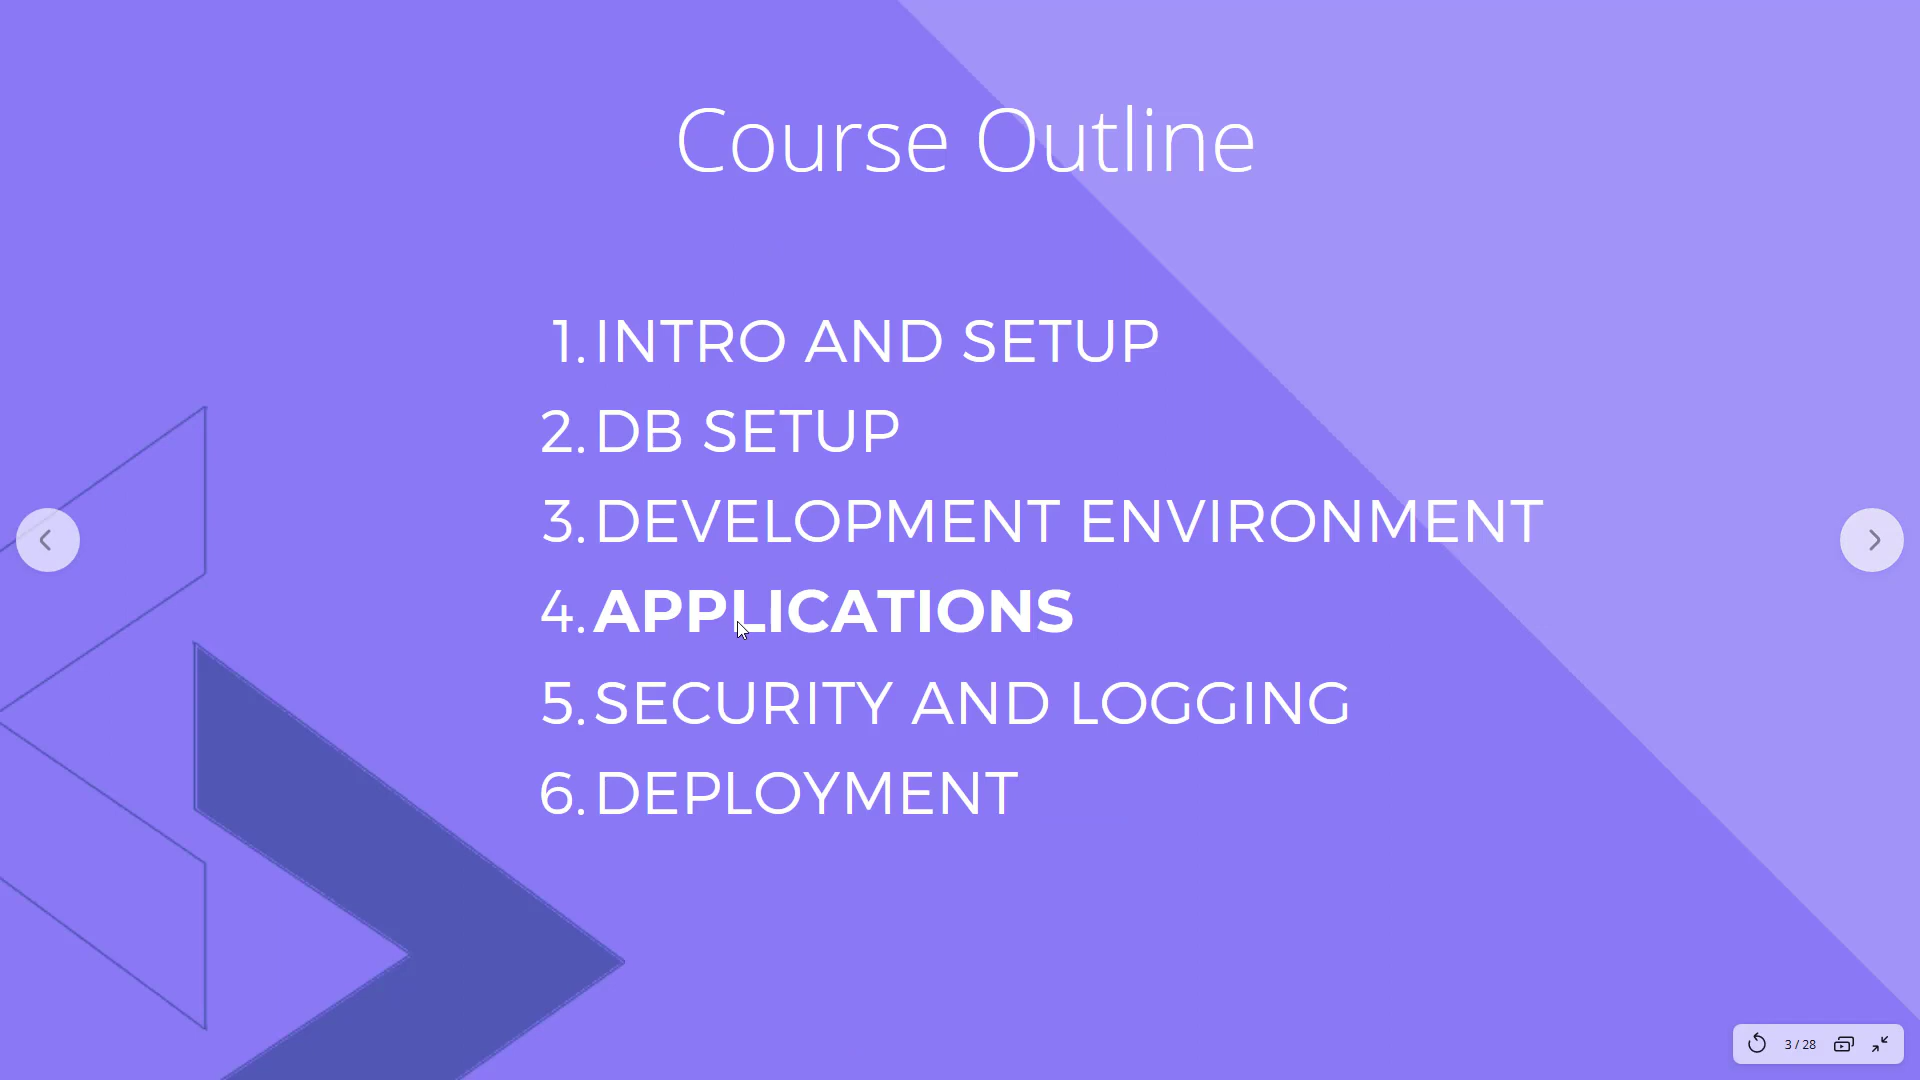 Course Outline
1. INTRO AND SETUP
2. DB SETUP
3. DEVELOPMENT ENVIRONMENT
4. APPLICATIONS
5. SECURITY AND LOGGING
6. DEPLOYMENT
3 / 28